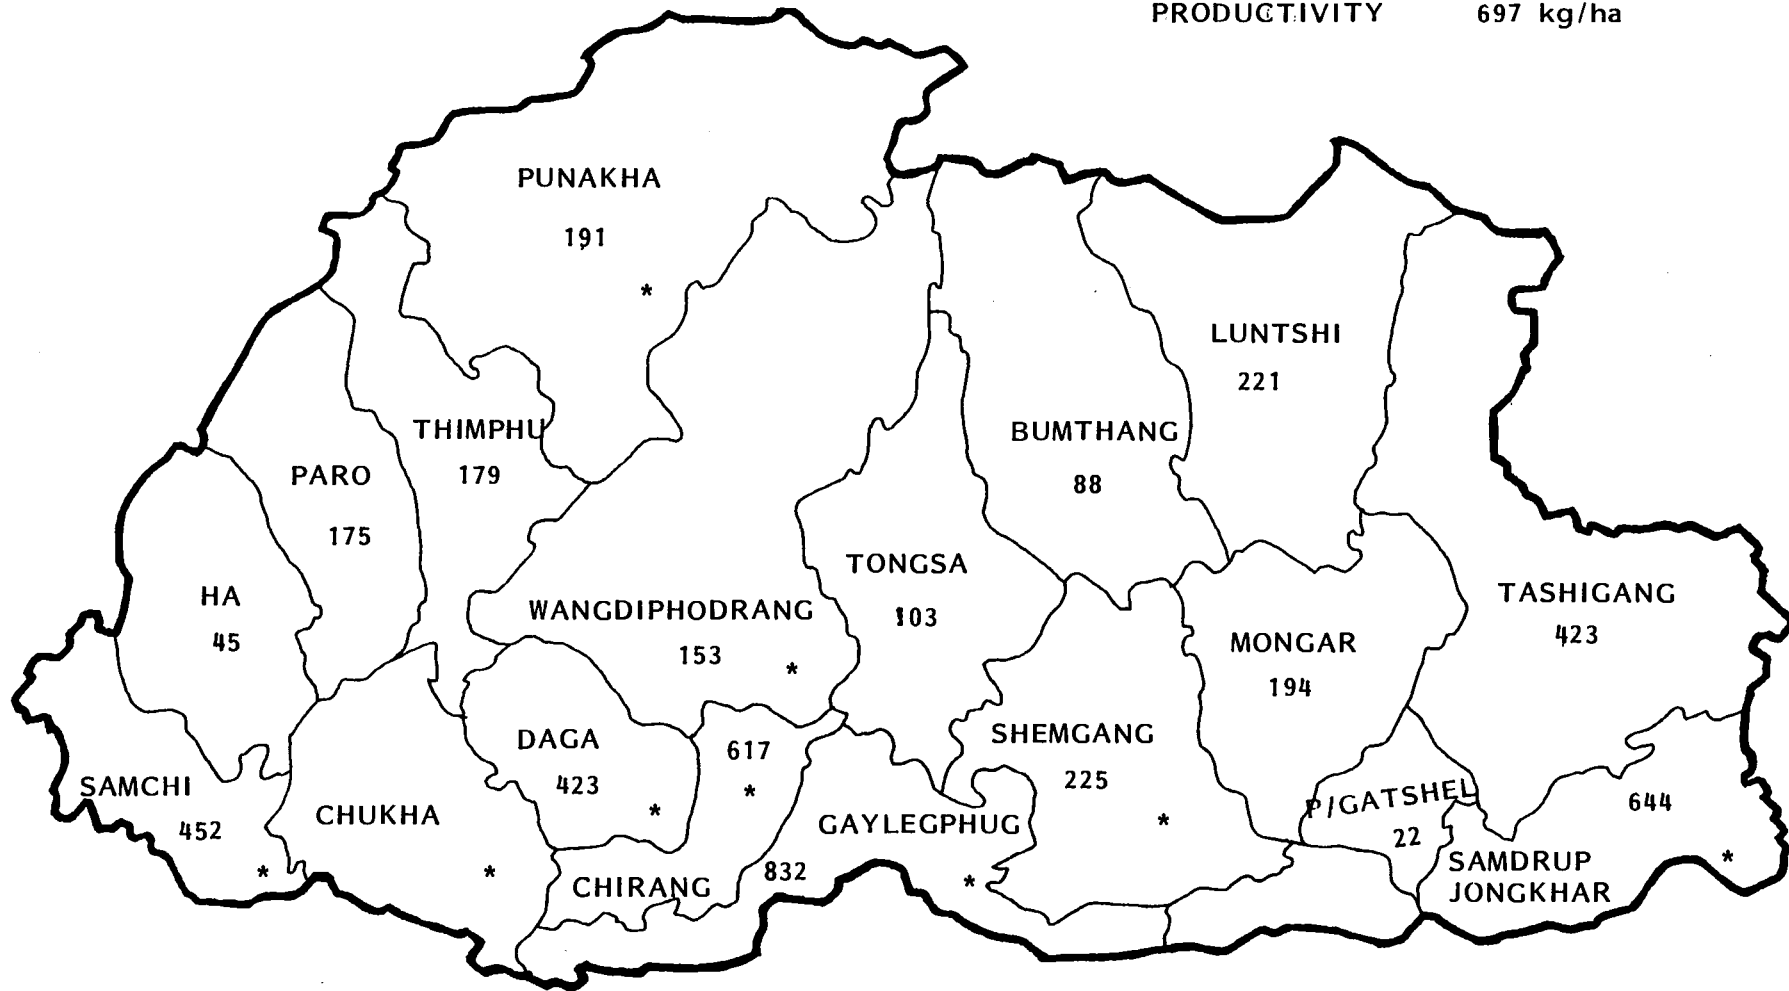 PRODUCTIVITY 697 kg/ha
PUNAKHA
191
*
LUNTSHI
221
THIMPHU
179
BUMTHANG
88
PARO
175
TONGSA
103
HA
45
WANGDIPHODRANG
153
*
TASHIGANG
423
MONGAR
194
DAGA
423
*
617
*
SHEMGANG
225
*
SAMCHI
452
*
CHUKHA
*
GAYLEGPHUG
832
*
P/GATSHEL
22
644
*
CHIRANG
SAMDRUP
JONGKHAR